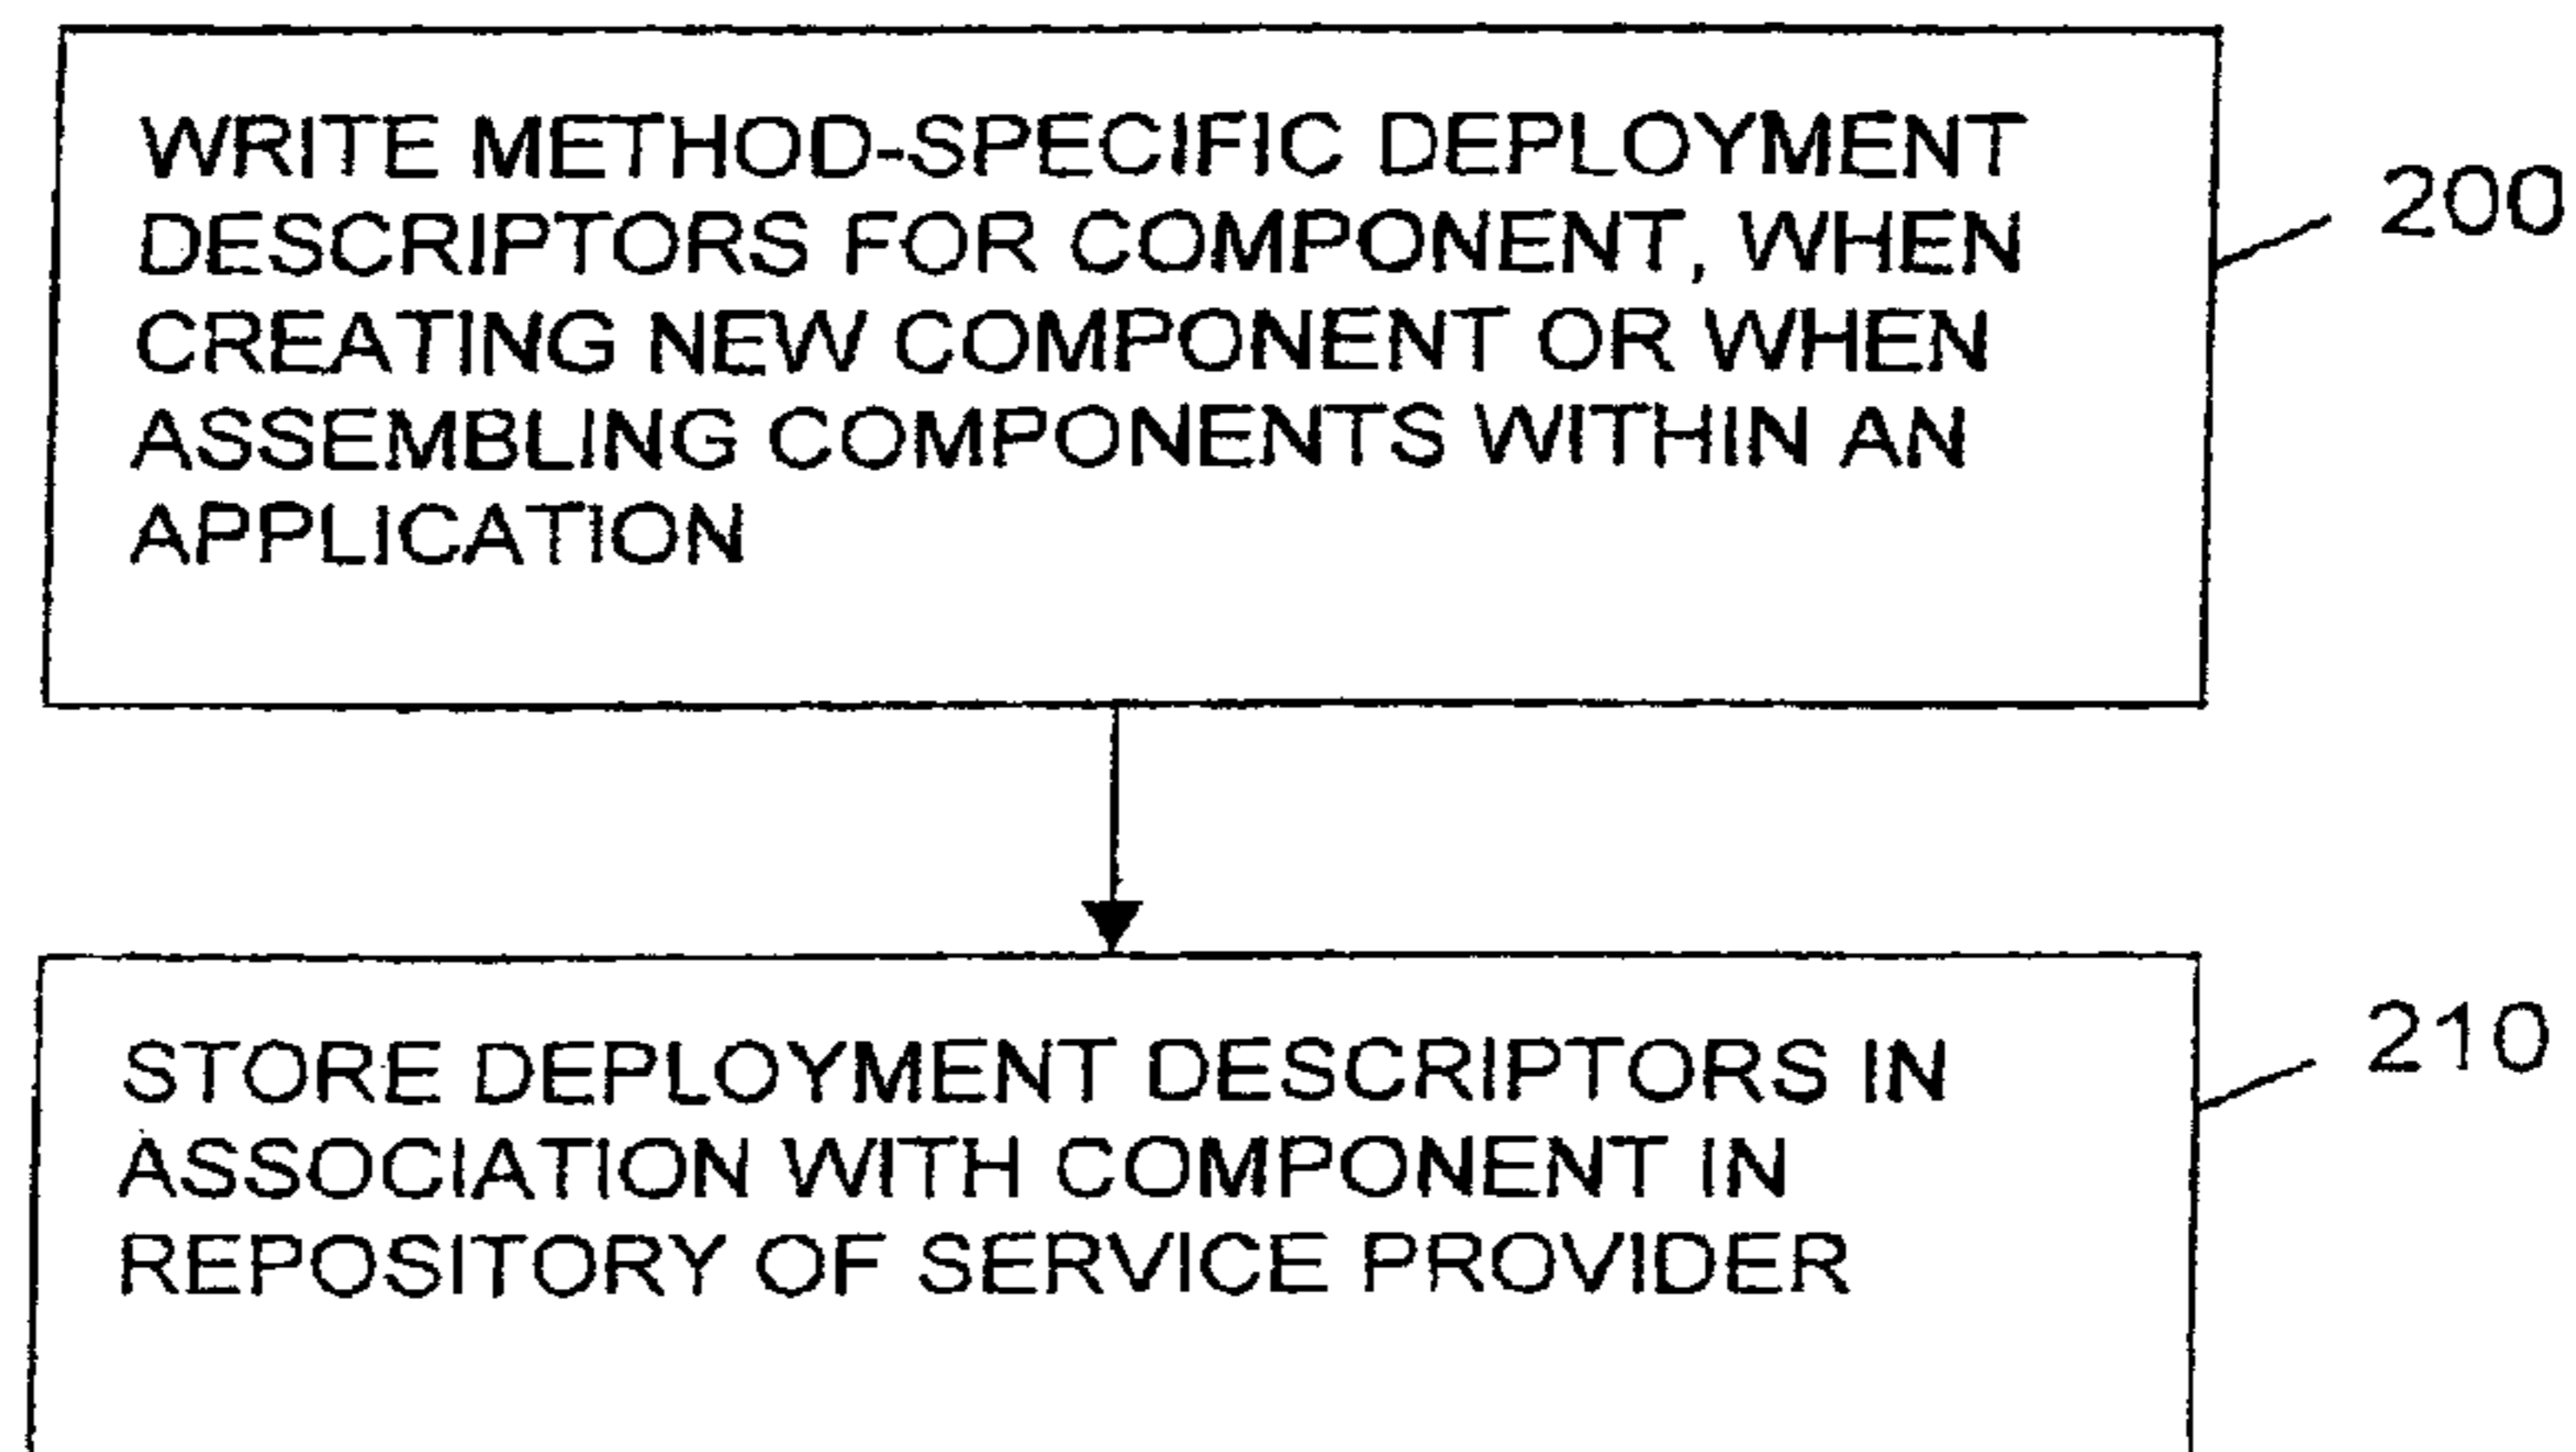 WRITE METHOD-SPECIFIC DEPLOYMENT
DESCRIPTORS FOR COMPONENT, WHEN
CREATING NEW COMPONENT OR WHEN
ASSEMBLING COMPONENTS WITHIN AN
APPLICATION
200
STORE DEPLOYMENT DESCRIPTORS IN
ASSOCIATION WITH COMPONENT IN
REPOSITORY OF SERVICE PROVIDER
210